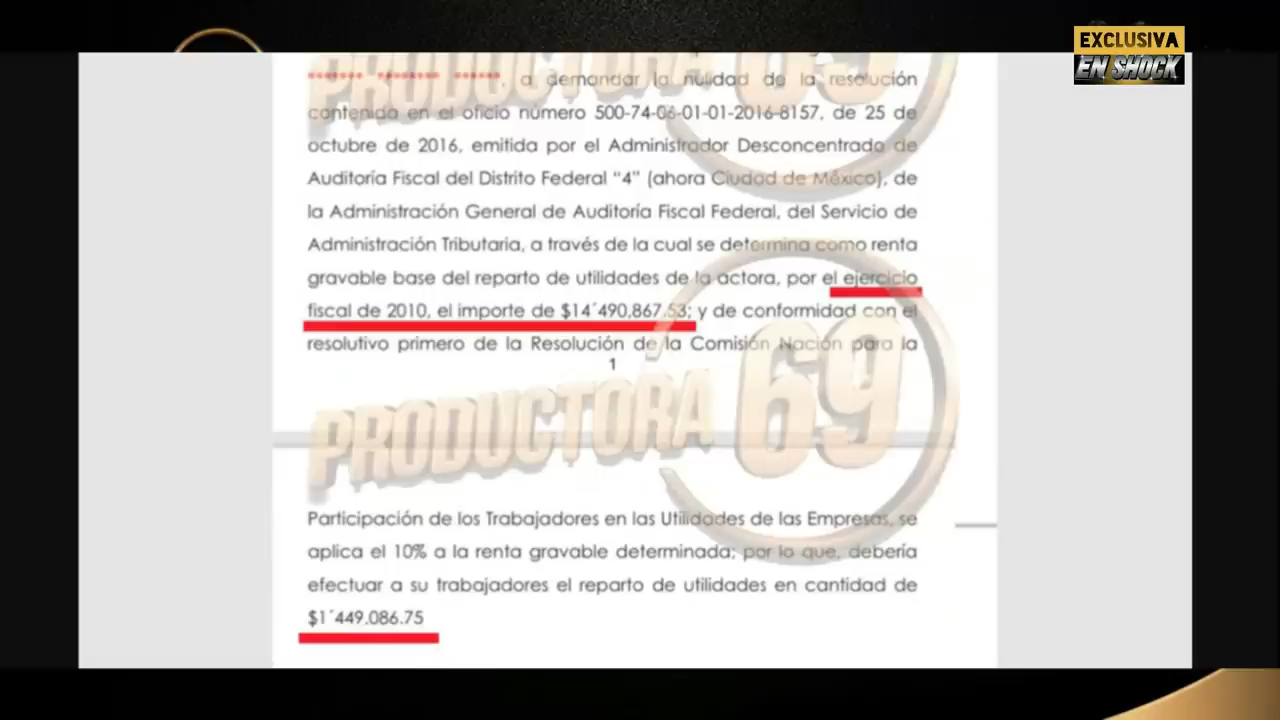 EXCLUSIVA
EN SHOCK
PRODUCTORA 69
******* ******* *****, a demandar la nulidad de la resolución
contenida en el oficio número 500-74-06-01-01-2016-8157, de 25 de
octubre de 2016, emitida por el Administrador Desconcentrado de
Auditoría Fiscal del Distrito Federal “4” (ahora Ciudad de México), de
la Administración General de Auditoría Fiscal Federal, del Servicio de
Administración Tributaria, a través de la cual se determina como renta
gravable base del reparto de utilidades de la actora, por el ejercicio
fiscal de 2010, el importe de $14´490,867.53; y de conformidad con el
resolutivo primero de la Resolución de la Comisión Nación para la
1
PRODUCTORA 69
Participación de los Trabajadores en las Utilidades de las Empresas, se
aplica el 10% a la renta gravable determinada; por lo que, debería
efectuar a su trabajadores el reparto de utilidades en cantidad de
$1´449.086.75